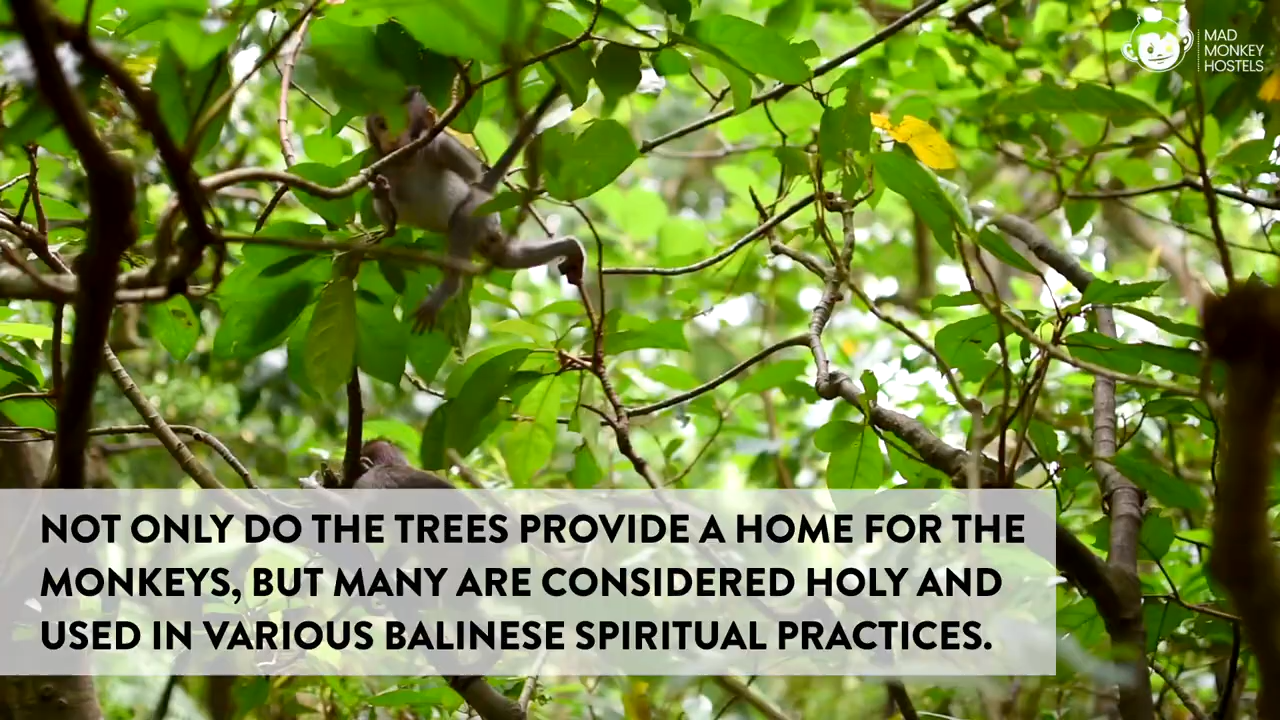 MAD
MONKEY
HOSTELS
NOT ONLY DO THE TREES PROVIDE A HOME FOR THE
MONKEYS, BUT MANY ARE CONSIDERED HOLY AND
USED IN VARIOUS BALINESE SPIRITUAL PRACTICES.